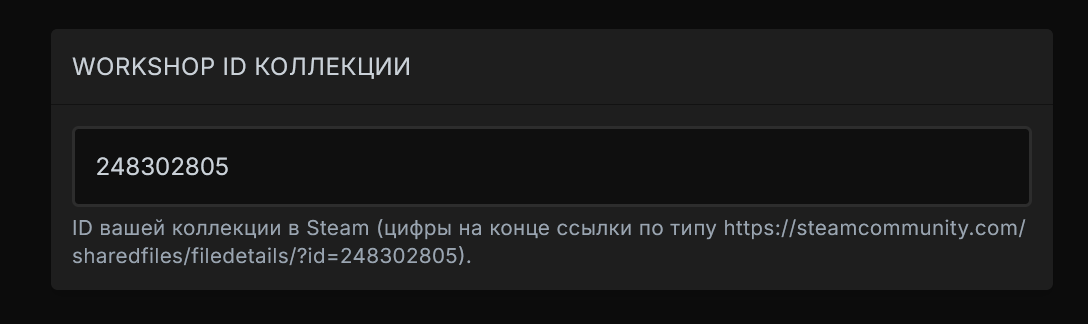 WORKSHOP ID КОЛЛЕКЦИИ
248302805
ID вашей коллекции в Steam (цифры на конце ссылки по типу https://steamcommunity.com/
sharedfiles/filedetails/?id=248302805).